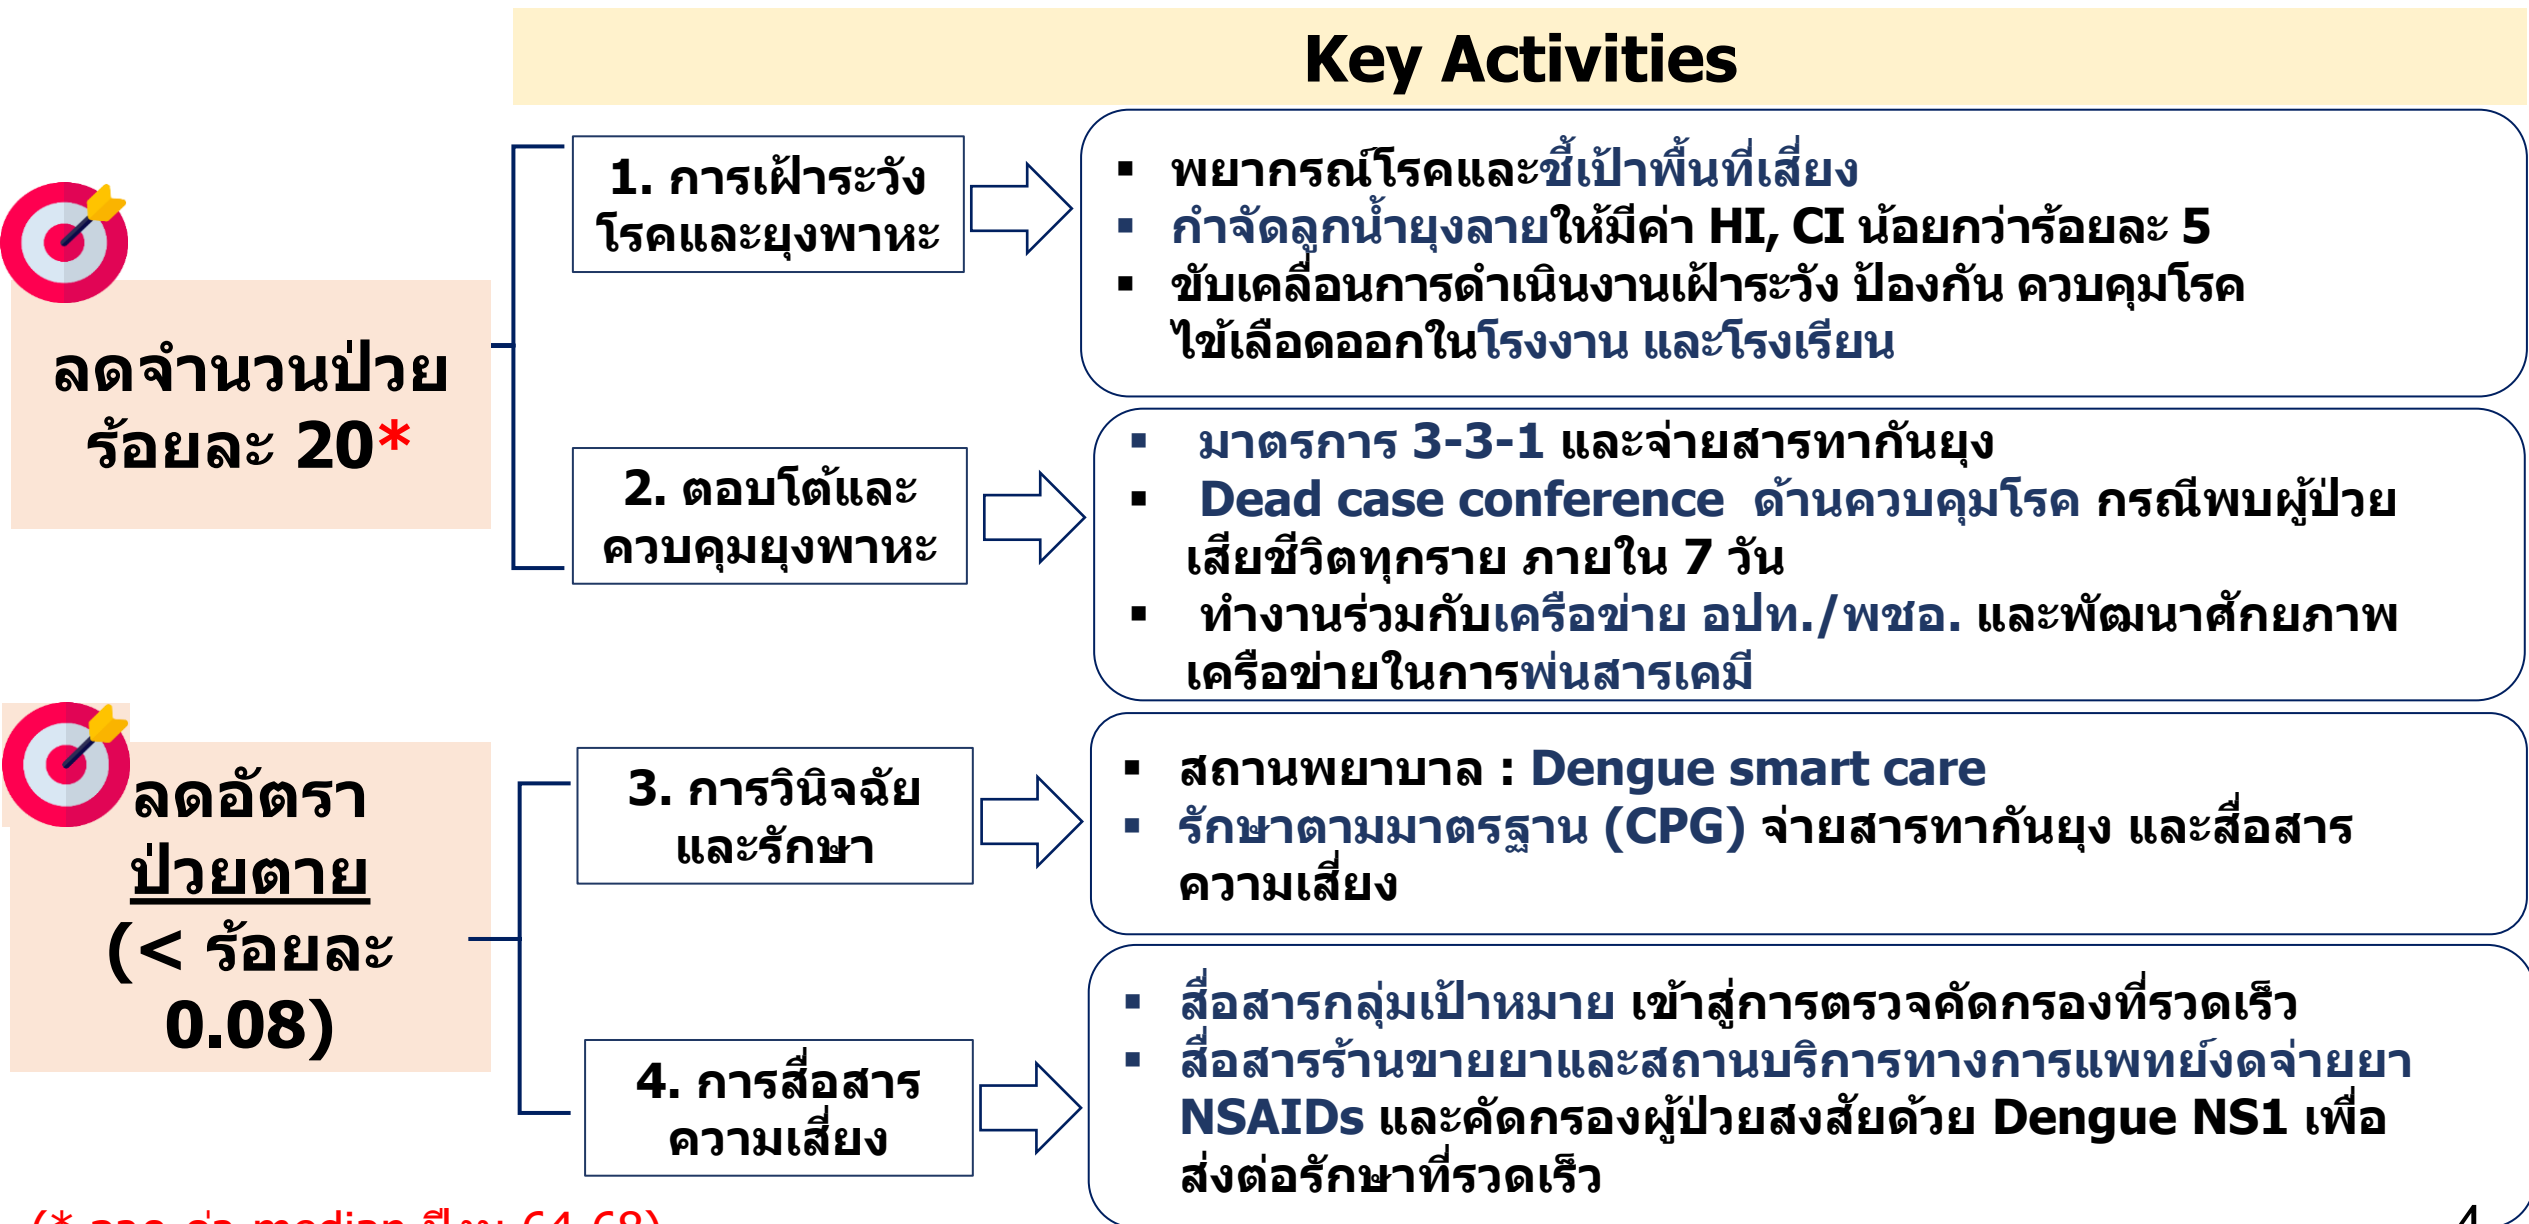 Key Activities
ลดจำนวนป่วย
ร้อยละ 20*
1. การเฝ้าระวัง
โรคและยุงพาหะ
▪ พยากรณ์โรคและชี้เป้าพื้นที่เสี่ยง
▪ กำจัดลูกน้ำยุงลายให้มีค่า HI, CI น้อยกว่าร้อยละ 5
▪ ขับเคลื่อนการดำเนินงานเฝ้าระวัง ป้องกัน ควบคุมโรค
ไข้เลือดออกในโรงงาน และโรงเรียน
2. ตอบโต้และ
ควบคุมยุงพาหะ
▪ มาตรการ 3-3-1 และจ่ายสารทากันยุง
▪ Dead case conference ด้านควบคุมโรค กรณีพบผู้ป่วย
เสียชีวิตทุกราย ภายใน 7 วัน
▪ ทำงานร่วมกับเครือข่าย อปท./พชอ. และพัฒนาศักยภาพ
เครือข่ายในการพ่นสารเคมี
ลดอัตรา
ป่วยตาย
(< ร้อยละ
0.08)
3. การวินิจฉัย
และรักษา
▪ สถานพยาบาล : Dengue smart care
▪ รักษาตามมาตรฐาน (CPG) จ่ายสารทากันยุง และสื่อสาร
ความเสี่ยง
4. การสื่อสาร
ความเสี่ยง
▪ สื่อสารกลุ่มเป้าหมาย เข้าสู่การตรวจคัดกรองที่รวดเร็ว
▪ สื่อสารร้านขายยาและสถานบริการทางการแพทย์งดจ่ายยา
NSAIDs และคัดกรองผู้ป่วยสงสัยด้วย Dengue NS1 เพื่อ
ส่งต่อรักษาที่รวดเร็ว
(* ค่า median 64-68)
4